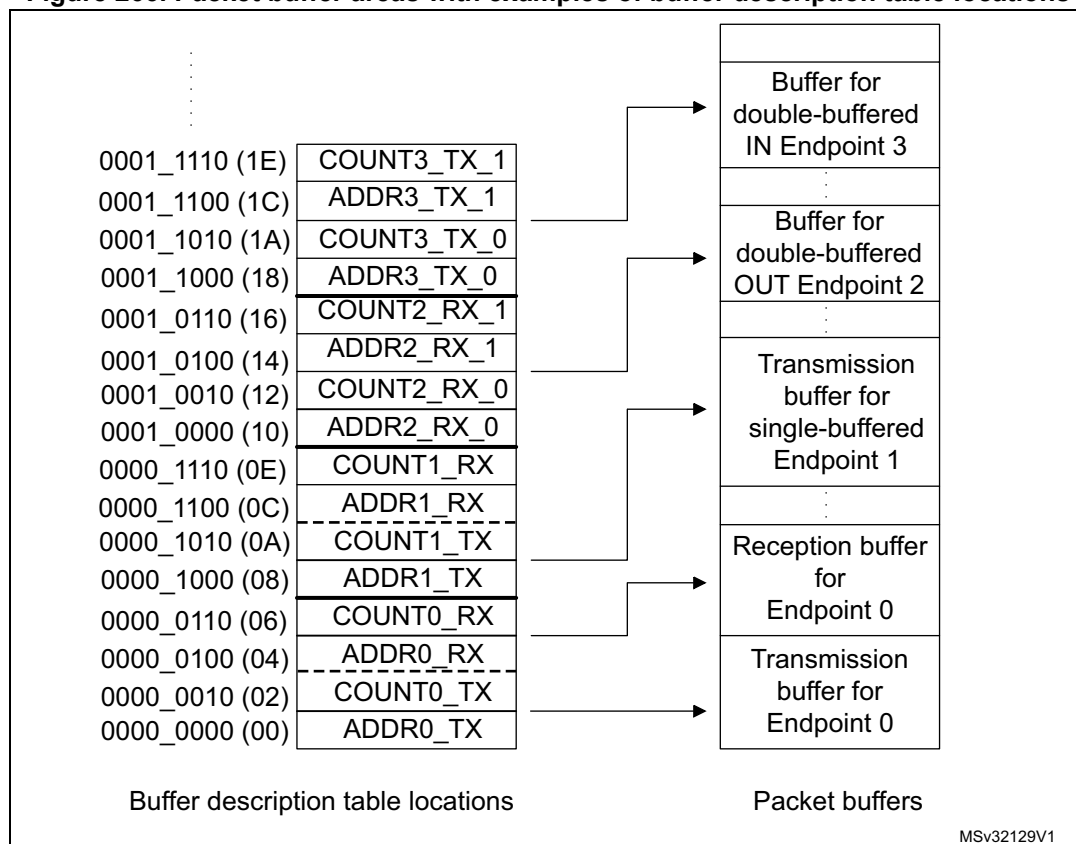 Packet buffer areas with examples of buffer description table locations
0001_1110 (1E) COUNT3_TX_1
0001_1100 (1C) ADDR3_TX_1
0001_1010 (1A) COUNT3_TX_0
0001_1000 (18) ADDR3_TX_0
0001_0110 (16) COUNT2_RX_1
0001_0100 (14) ADDR2_RX_1
0001_0010 (12) COUNT2_RX_0
0001_0000 (10) ADDR2_RX_0
0000_1110 (0E) COUNT1_RX
0000_1100 (0C) ADDR1_RX
0000_1010 (0A) COUNT1_TX
0000_1000 (08) ADDR1_TX
0000_0110 (06) COUNT0_RX
0000_0100 (04) ADDR0_RX
0000_0010 (02) COUNT0_TX
0000_0000 (00) ADDR0_TX
Buffer description table locations
Buffer for
double-buffered
IN Endpoint 3
Buffer for
double-buffered
OUT Endpoint 2
Transmission
buffer for
single-buffered
Endpoint 1
Reception buffer
for
Endpoint 0
Transmission
buffer for
Endpoint 0
Packet buffers
MSv32129V1